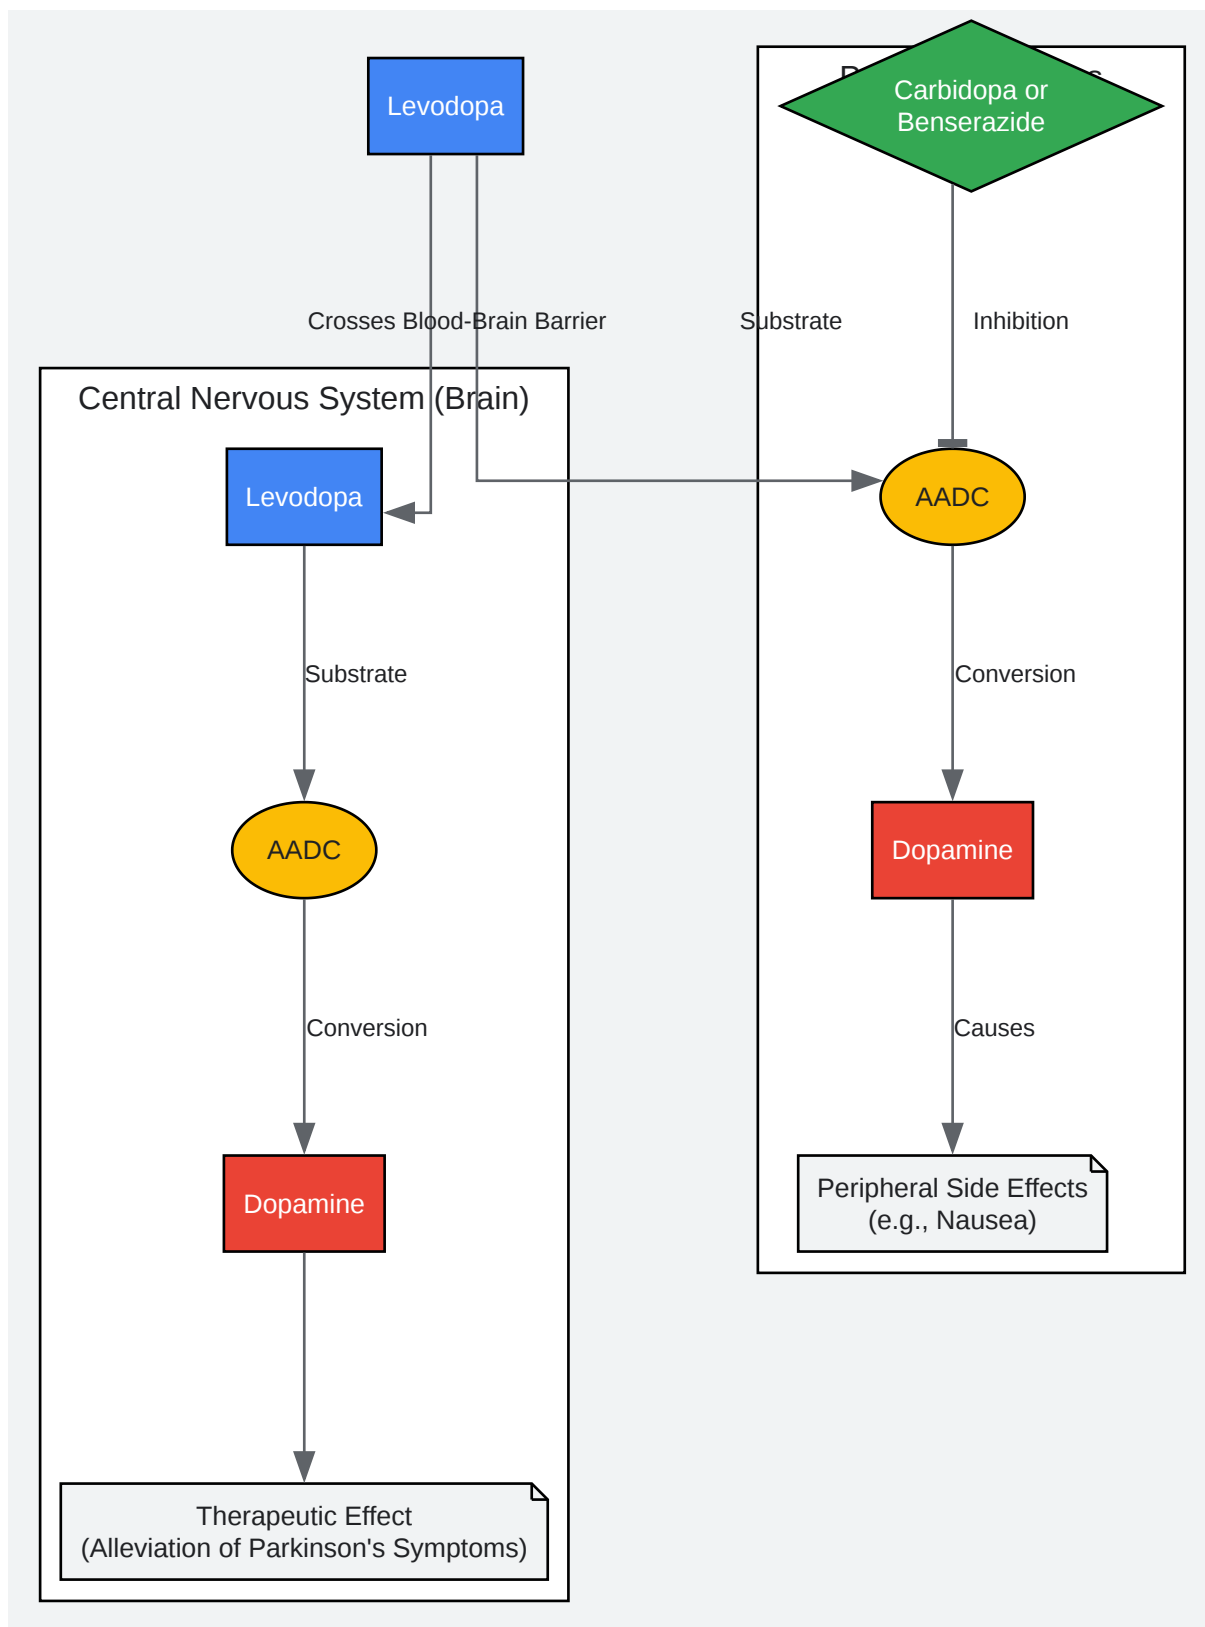 Levodopa
Carbidopa or
Benserazide
Crosses Blood-Brain Barrier
Substrate
Inhibition
Central Nervous System (Brain)
Levodopa
AADC
Substrate
Conversion
AADC
Dopamine
Conversion
Causes
Dopamine
Peripheral Side Effects
(e.g., Nausea)
Therapeutic Effect
(Alleviation of Parkinson's Symptoms)